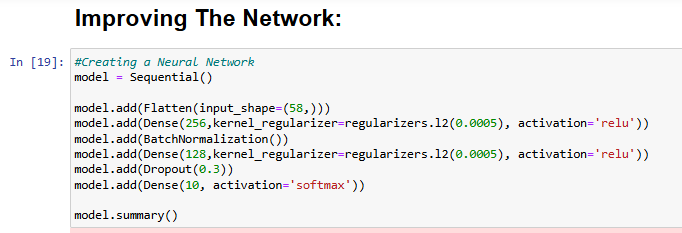 Improving The Network:
In [19]: #Creating a Neural Network
model = Sequential()
model.add(Flatten(input_shape=(58,)))
model.add(Dense(256,kernel_regularizer=regularizers.l2(0.0005), activation='relu'))
model.add(BatchNormalization())
model.add(Dense(128,kernel_regularizer=regularizers.l2(0.0005), activation='relu'))
model.add(Dropout(0.3))
model.add(Dense(10, activation='softmax'))
model.summary()